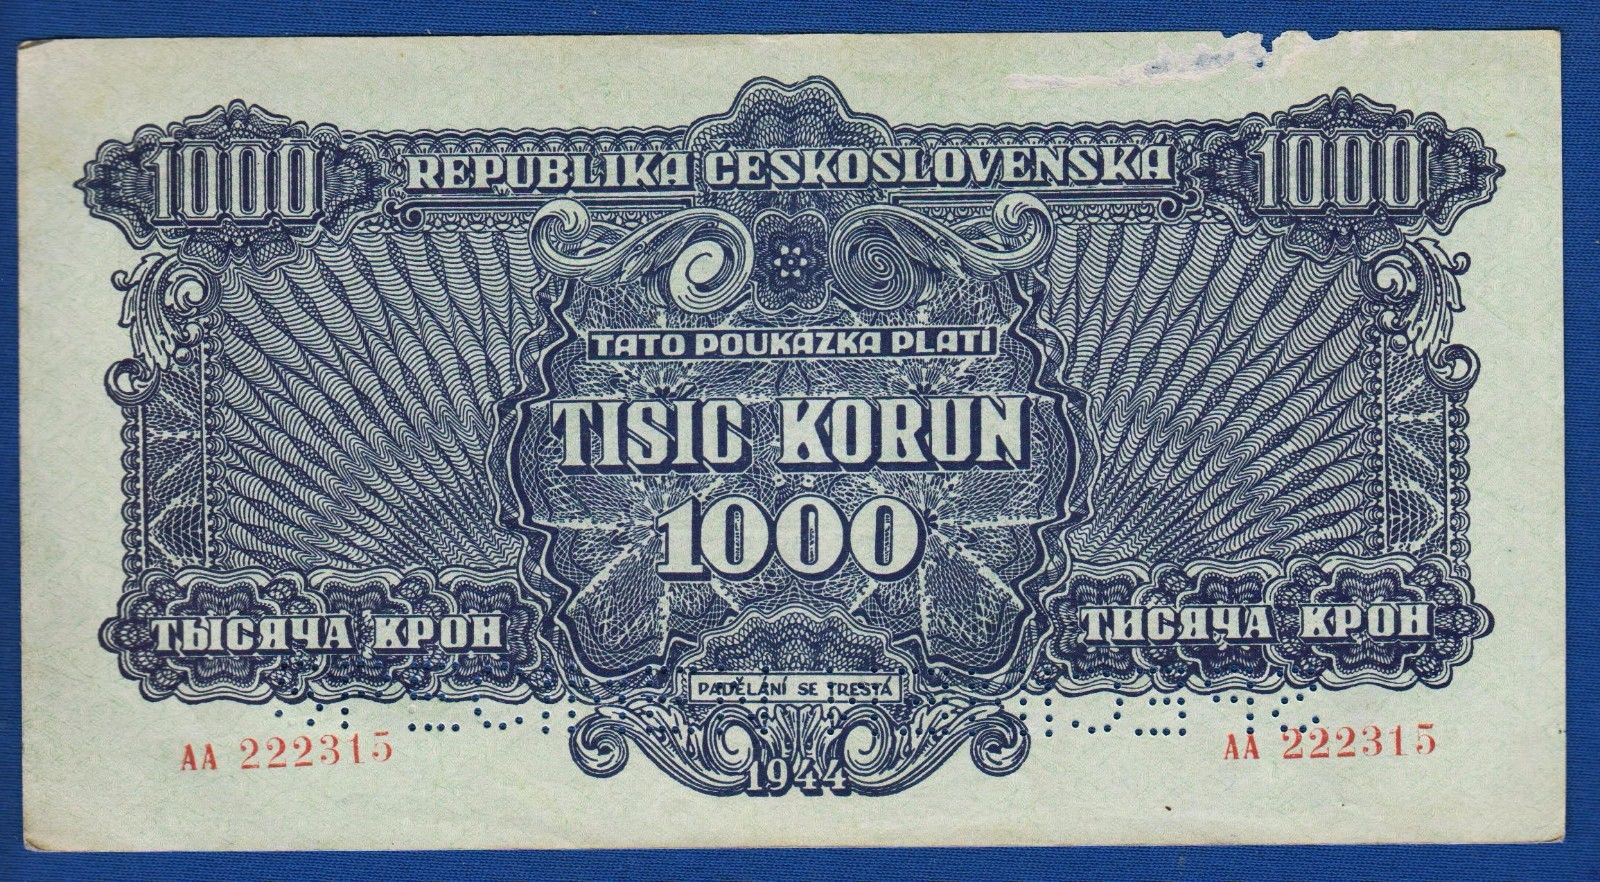 1000 REPUBLIKA ČESKOSLOVENSKÁ 1000
TATO POUKÁZKA PLATÍ
TISÍC KORUN
1000
ТЫСЯЧА КРОН
ТИСЯЧА КРОН
PADĚLÁNÍ SE TRESTÁ
AA 222315
AA 222315
1944